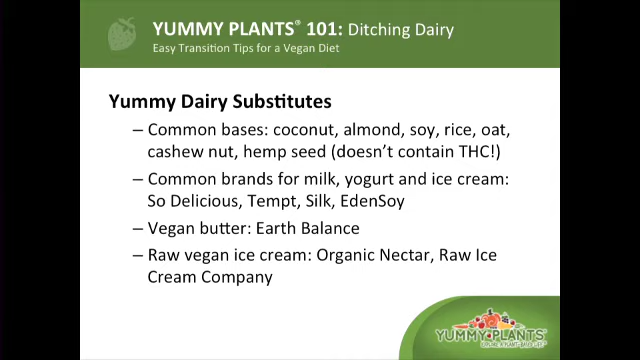 YUMMY PLANTS® 101: Ditching Dairy
Easy Transition Tips for a Vegan Diet
Yummy Dairy Substitutes
– Common bases: coconut, almond, soy, rice, oat,
cashew nut, hemp seed (doesn't contain THC!)
– Common brands for milk, yogurt and ice cream:
So Delicious, Tempt, Silk, EdenSoy
– Vegan butter: Earth Balance
– Raw vegan ice cream: Organic Nectar, Raw Ice
Cream Company
YUMMY PLANTS